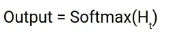 Output = Softmax(Hₜ)